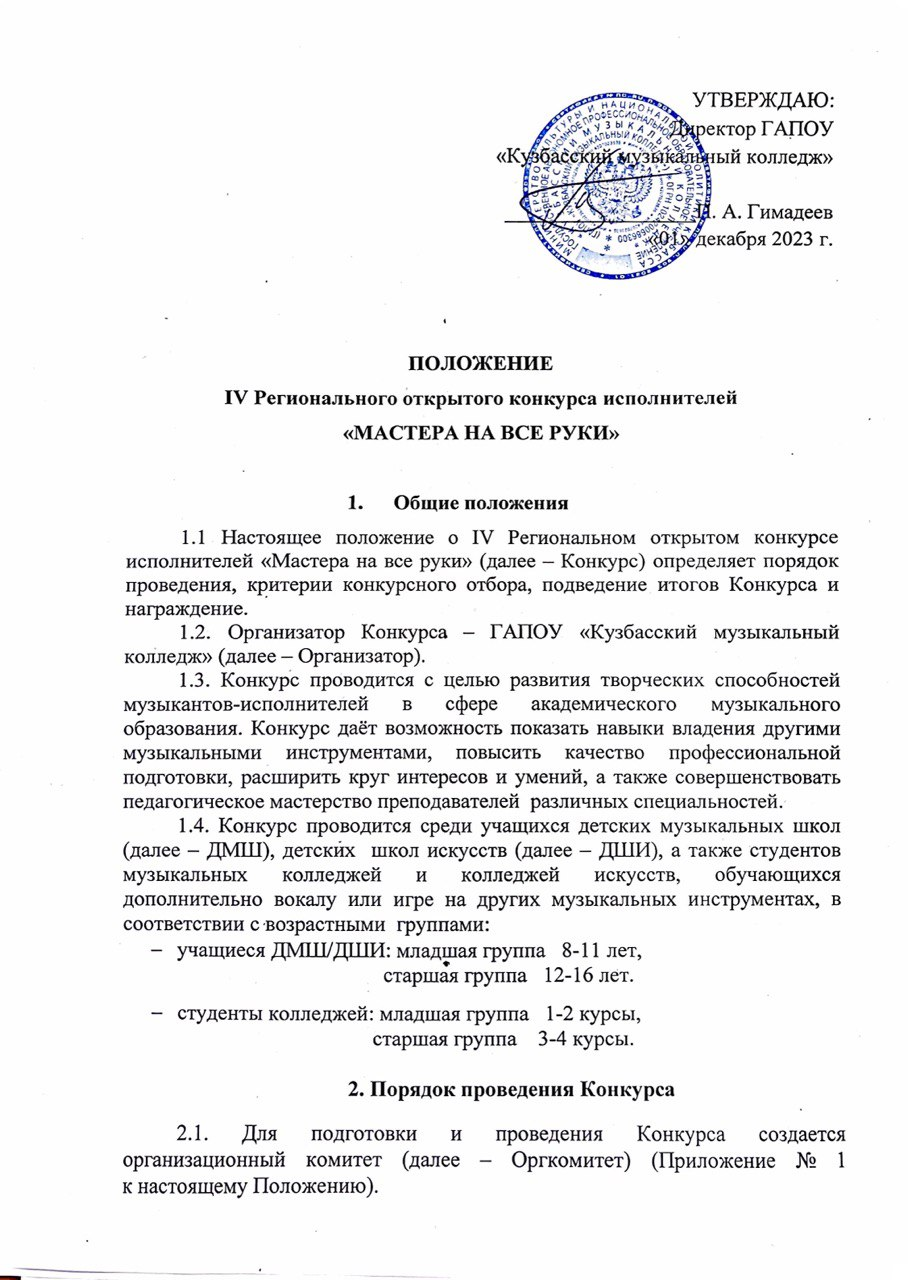 УТВЕРЖДАЮ:
Директор ГАПОУ
«Кузбасский музыкальный колледж»
Н. А. Гимадеев
«01» декабря 2023 г.
ПОЛОЖЕНИЕ
IV Регионального открытого конкурса исполнителей
«МАСТЕРА НА ВСЕ РУКИ»
1. Общие положения
1.1 Настоящее положение о IV Региональном открытом конкурсе
исполнителей «Мастера на все руки» (далее – Конкурс) определяет порядок
проведения, критерии конкурсного отбора, подведение итогов Конкурса и
награждение.
1.2. Организатор Конкурса – ГАПОУ «Кузбасский музыкальный
колледж» (далее – Организатор).
1.3. Конкурс проводится с целью развития творческих способностей
музыкантов-исполнителей в сфере академического музыкального
образования. Конкурс даёт возможность показать навыки владения другими
музыкальными инструментами, повысить качество профессиональной
подготовки, расширить круг интересов и умений, а также совершенствовать
педагогическое мастерство преподавателей различных специальностей.
1.4. Конкурс проводится среди учащихся детских музыкальных школ
(далее – ДМШ), детских школ искусств (далее – ДШИ), а также студентов
музыкальных колледжей и колледжей искусств, обучающихся
дополнительно вокалу или игре на других музыкальных инструментах, в
соответствии с возрастными группами:
– учащиеся ДМШ/ДШИ: младшая группа 8-11 лет,
старшая группа 12-16 лет.
– студенты колледжей: младшая группа 1-2 курсы,
старшая группа 3-4 курсы.
2. Порядок проведения Конкурса
2.1. Для подготовки и проведения Конкурса создается
организационный комитет (далее – Оргкомитет) (Приложение № 1
к настоящему Положению).